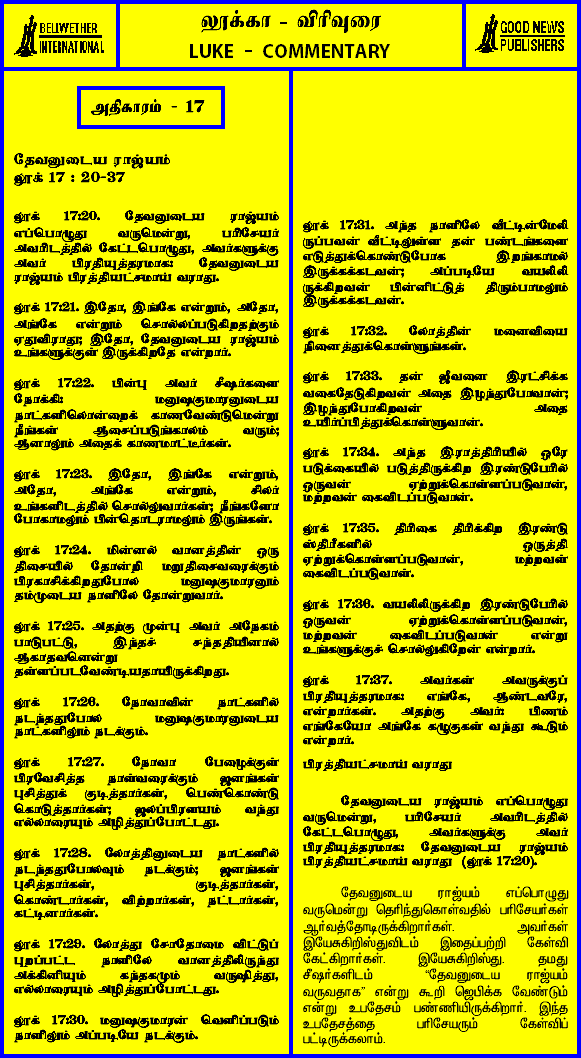 BELLWETHER
INTERNATIONAL
லூக்கா - விரிவுரை
LUKE - COMMENTARY
GOOD NEWS
PUBLISHERS
அதிகாரம் - 17
தேவனுடைய ராஜ்யம்
லூக் 17 : 20-37
லூக் 17:20. தேவனுடைய ராஜ்யம்
எப்பொழுது வருமென்று, பரிசேயர்
அவரிடத்தில் கேட்டபொழுது, அவர்களுக்கு
அவர் பிரதியுத்தரமாக: தேவனுடைய
ராஜ்யம் பிரத்தியட்சமாய் வராது.
லூக் 17:21. இதோ, இங்கே என்றும், அதோ,
அங்கே என்றும் சொல்லப்படுகிறதற்கும்
ஏதுவிராது; இதோ, தேவனுடைய ராஜ்யம்
உங்களுக்குள் இருக்கிறதே என்றார்.
லூக் 17:22. பின்பு அவர் சீஷர்களை
நோக்கி: மனுஷகுமாரனுடைய
நாட்களிலொன்றைக் காணவேண்டுமென்று
நீங்கள் ஆசைப்படுங்காலம் வரும்;
ஆனாலும் அதைக் காணமாட்டீர்கள்.
லூக் 17:23. இதோ, இங்கே என்றும்,
அதோ, அங்கே என்றும், சிலர்
உங்களிடத்தில் சொல்லுவார்கள்; நீங்களோ
போகாமலும் பின்தொடராமலும் இருங்கள்.
லூக் 17:24. மின்னல் வானத்தின் ஒரு
திசையில் தோன்றி மறுதிசைவரைக்கும்
பிரகாசிக்கிறதுபோல மனுஷகுமாரனும்
தம்முடைய நாளிலே தோன்றுவார்.
லூக் 17:25. அதற்கு முன்பு அவர் அநேகம்
பாடுபட்டு, இந்தச் சந்ததியினால்
ஆகாதவனென்று
தள்ளப்படவேண்டியதாயிருக்கிறது.
லூக் 17:26. நோவாவின் நாட்களில்
நடந்ததுபோல மனுஷகுமாரனுடைய
நாட்களிலும் நடக்கும்.
லூக் 17:27. நோவா பேழைக்குள்
பிரவேசித்த நாள்வரைக்கும் ஜனங்கள்
புசித்துக் குடித்தார்கள், பெண்கொண்டு
கொடுத்தார்கள்; ஜலப்பிரளயம் வந்து
எல்லாரையும் அழித்துப்போட்டது.
லூக் 17:28. லோத்தினுடைய நாட்களில்
நடந்ததுபோலவும் நடக்கும்; ஜனங்கள்
புசித்தார்கள், குடித்தார்கள்,
கொண்டார்கள், விற்றார்கள், நட்டார்கள்,
கட்டினார்கள்.
லூக் 17:29. லோத்து சோதோமை விட்டுப்
புறப்பட்ட நாளிலே வானத்திலிருந்து
அக்கினியும் கந்தகமும் வருஷித்து,
எல்லாரையும் அழித்துப்போட்டது.
லூக் 17:30. மனுஷகுமாரன் வெளிப்படும்
நாளிலும் அப்படியே நடக்கும்.
லூக் 17:31. அந்த நாளிலே வீட்டின்மேலி
ருப்பவன் வீட்டிலுள்ள தன் பண்டங்களை
எடுத்துக்கொண்டுபோக இறங்காமல்
இருக்கக்கடவன்; அப்படியே வயலிலி
ருக்கிறவன் பின்னிட்டுத் திரும்பாமலும்
இருக்கக்கடவன்.
லூக் 17:32. லோத்தின் மனைவியை
நினைத்துக்கொள்ளுங்கள்.
லூக் 17:33. தன் ஜீவனை இரட்சிக்க
வகைதேடுகிறவன் அதை இழந்துபோவான்;
இழந்துபோகிறவன் அதை
உயிர்ப்பித்துக்கொள்ளுவான்.
லூக் 17:34. அந்த இராத்திரியில் ஒரே
படுக்கையில் படுத்திருக்கிற இரண்டுபேரில்
ஒருவன் ஏற்றுக்கொள்ளப்படுவான்,
மற்றவன் கைவிடப்படுவான்.
லூக் 17:35. திரிகை திரிக்கிற இரண்டு
ஸ்திரீகளில் ஒருத்தி
ஏற்றுக்கொள்ளப்படுவாள், மற்றவள்
கைவிடப்படுவாள்.
லூக் 17:36. வயலிலிருக்கிற இரண்டுபேரில்
ஒருவன் ஏற்றுக்கொள்ளப்படுவான்,
மற்றவன் கைவிடப்படுவான் என்று
உங்களுக்குச் சொல்லுகிறேன் என்றார்.
லூக் 17:37. அவர்கள் அவருக்குப்
பிரதியுத்தரமாக: எங்கே, ஆண்டவரே,
என்றார்கள். அதற்கு அவர்: பிணம்
எங்கேயோ அங்கே கழுகுகள் வந்து கூடும்
என்றார்.
பிரத்தியட்சமாய் வராது
தேவனுடைய ராஜ்யம் எப்பொழுது
வருமென்று, பரிசேயர் அவரிடத்தில்
கேட்டபொழுது, அவர்களுக்கு அவர்
பிரதியுத்தரமாக: தேவனுடைய ராஜ்யம்
பிரத்தியட்சமாய் வராது (லூக் 17:20).
தேவனுடைய ராஜ்யம் எப்பொழுது
வருமென்று தெரிந்துகொள்வதில் பரிசேயர்கள்
ஆர்வத்தோடிருக்கிறார்கள். அவர்கள்
இயேசுகிறிஸ்துவிடம் இதைப்பற்றி கேள்வி
கேட்கிறார்கள். இயேசுகிறிஸ்து. தமது
சீஷர்களிடம் “தேவனுடைய ராஜ்யம்
வருவதாக” என்று கூறி ஜெபிக்க வேண்டும்
என்று உபதேசம் பண்ணியிருக்கிறார். இந்த
உபதேசத்தை பரிசேயரும் கேள்விப்
பட்டிருக்கலாம்.